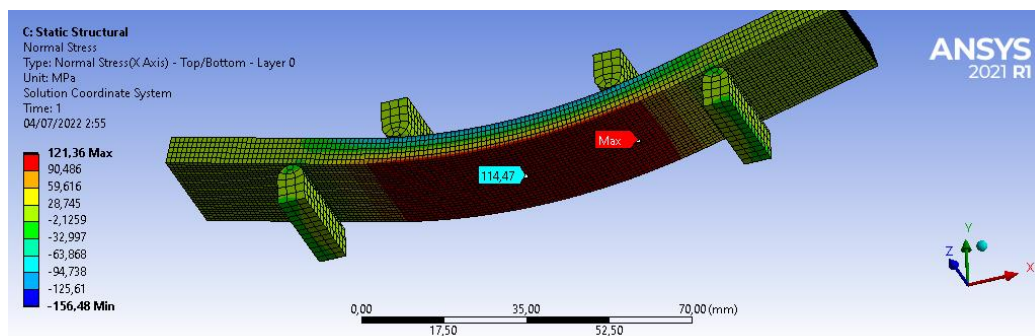 C: Static Structural
Normal Stress
Type: Normal Stress(X Axis) - Top/Bottom - Layer 0
Unit: MPa
Solution Coordinate System
Time: 1
04/07/2022 2:55
121,36 Max
90,486
59,616
28,745
-2,1259
-32,997
-63,868
-94,738
-125,61
-156,48 Min
ANSYS
2021 R1
Max
114,47
0,00 35,00 70,00 (mm)
17,50 52,50
Y
Z
X